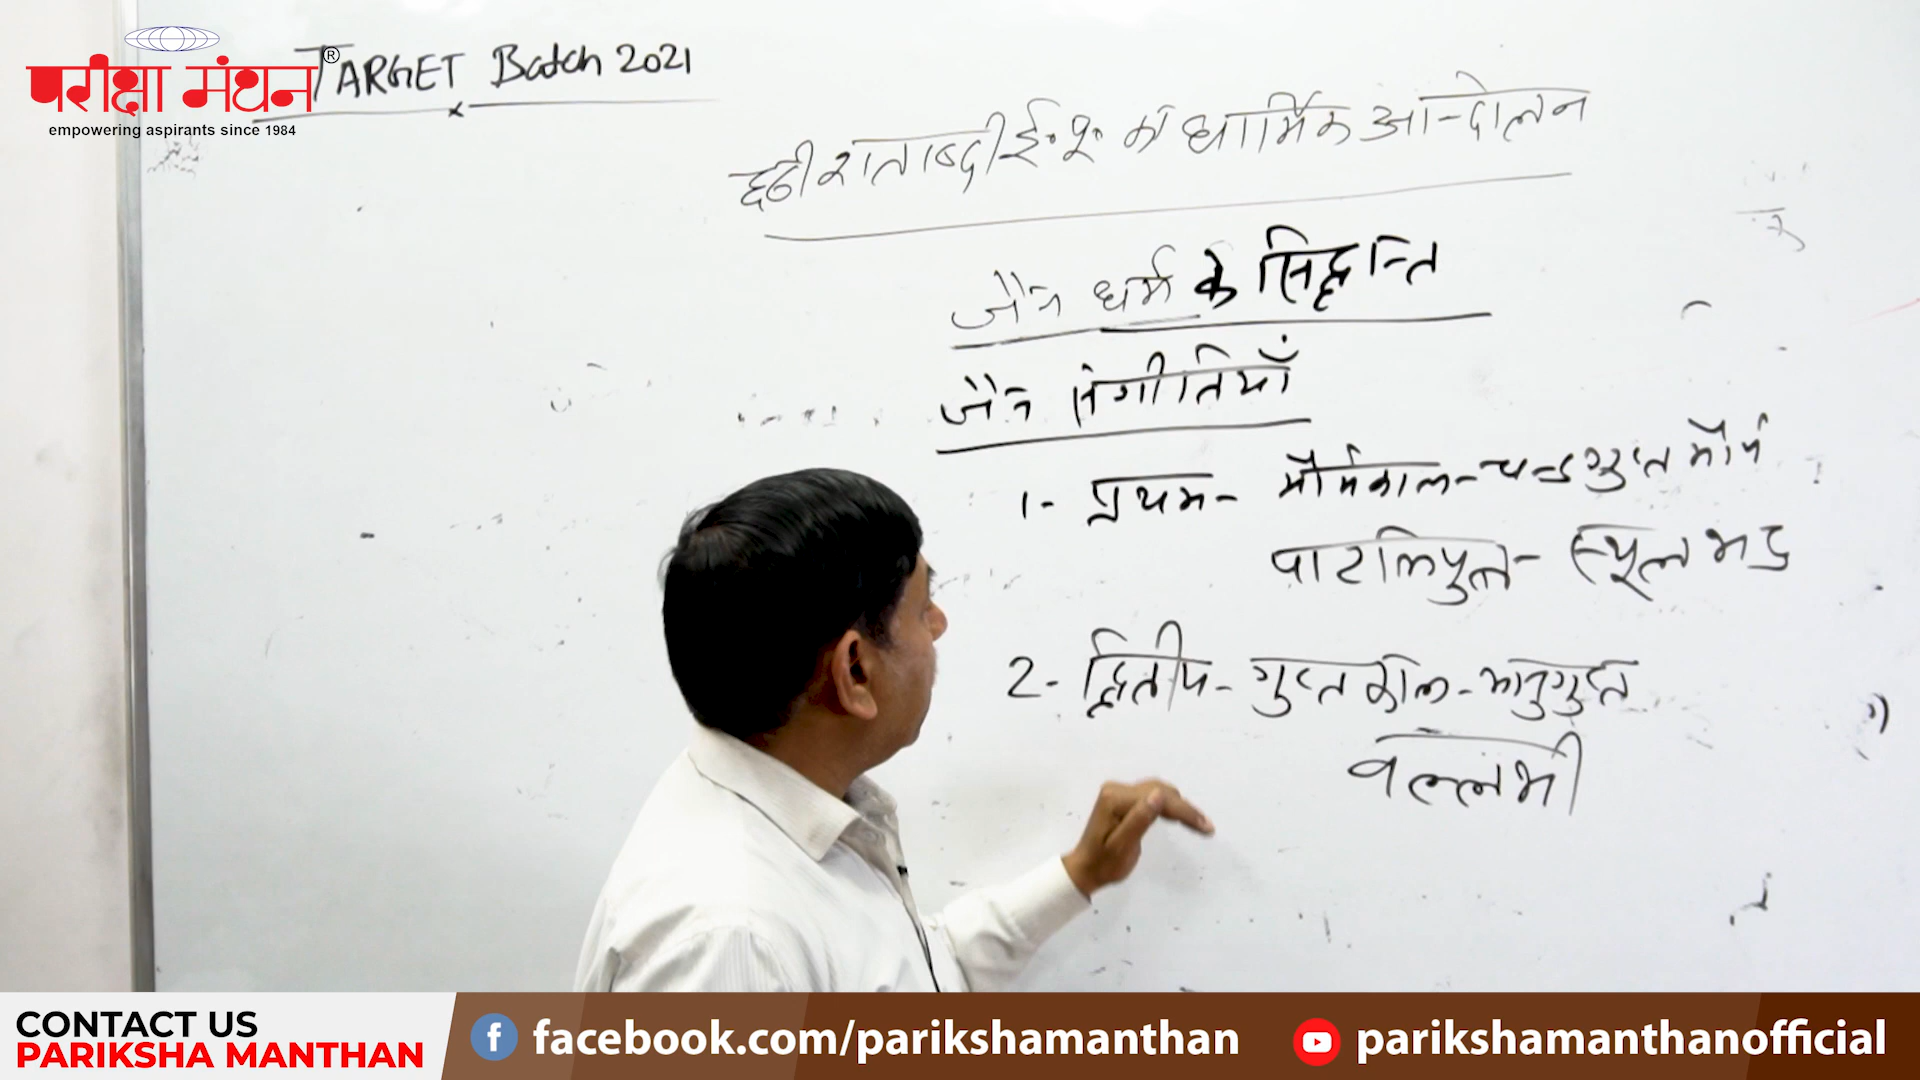 परीक्षा मंथन®
empowering aspirants since 1984
TARGET Batch 2021
छठी शताब्दी ई.पू. का धार्मिक आन्दोलन
जैन धर्म के सिद्धान्त
जैन संगीतियाँ
1- प्रथम- मौर्यकाल- चन्द्रगुप्त मौर्य
पाटलिपुत्र- स्थूलभद्र
2- द्वितीय- गुप्तकाल- भानुगुप्त
वल्लभी
CONTACT US
PARIKSHA MANTHAN
facebook.com/parikshamanthan
parikshamanthanofficial